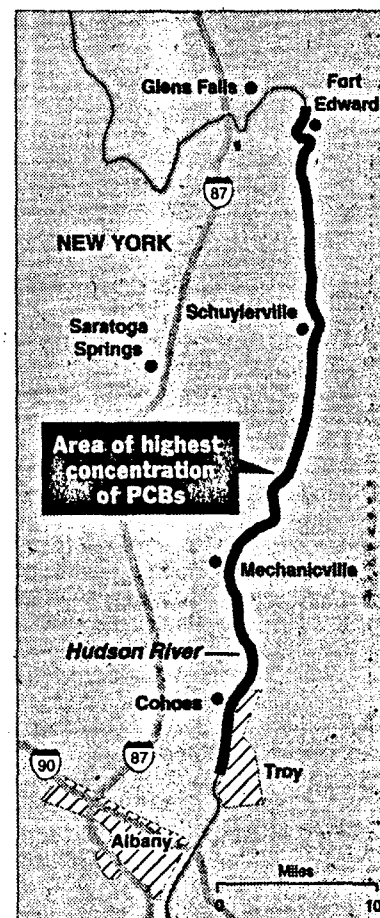 Glens Falls
Fort
Edward
87
NEW YORK
Schuylerville
Saratoga
Springs
Area of highest
concentration
of PCBs
Mechanicville
Hudson River
Cohoes
90
87
Troy
Albany
Miles
0 10